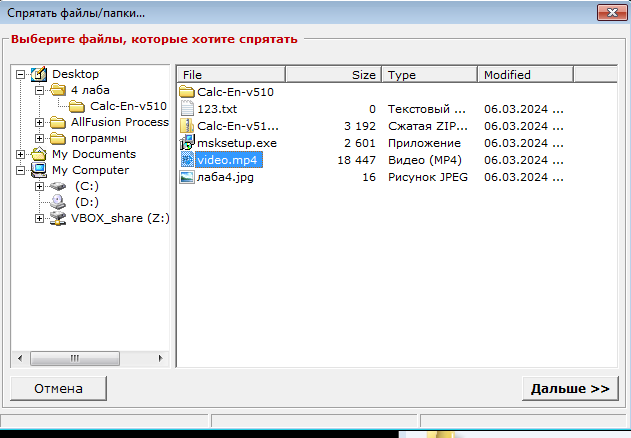 Спрятать файлы/папки...
Выберите файлы, которые хотите спрятать
Desktop
4 лаба
Calc-En-v510
AllFusion Process
пограммы
My Documents
My Computer
(C:)
(D:)
VBOX_share (Z:)
File Size Type Modified
Calc-En-v510
123.txt 0 Текстовый ... 06.03.2024 ...
Calc-En-v51... 3 192 Сжатая ZIP... 06.03.2024 ...
msksetup.exe 2 601 Приложение 06.03.2024 ...
video.mp4 18 447 Видео (MP4) 06.03.2024 ...
лаба4.jpg 16 Рисунок JPEG 06.03.2024 ...
Отмена
Дальше >>